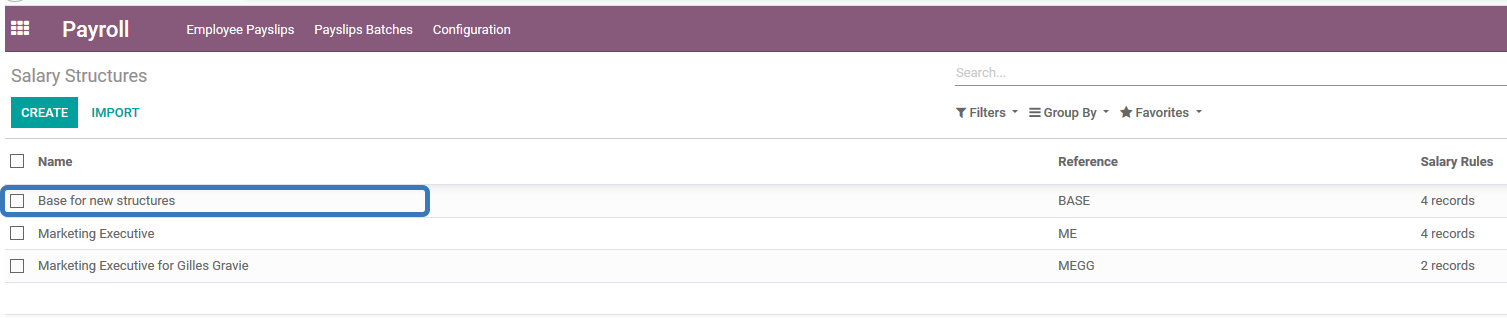 Payroll Employee Payslips Payslips Batches Configuration
Salary Structures Search...
CREATE IMPORT Filters Group By Favorites
Name Reference Salary Rules
Base for new structures BASE 4 records
Marketing Executive ME 4 records
Marketing Executive for Gilles Gravie MEGG 2 records